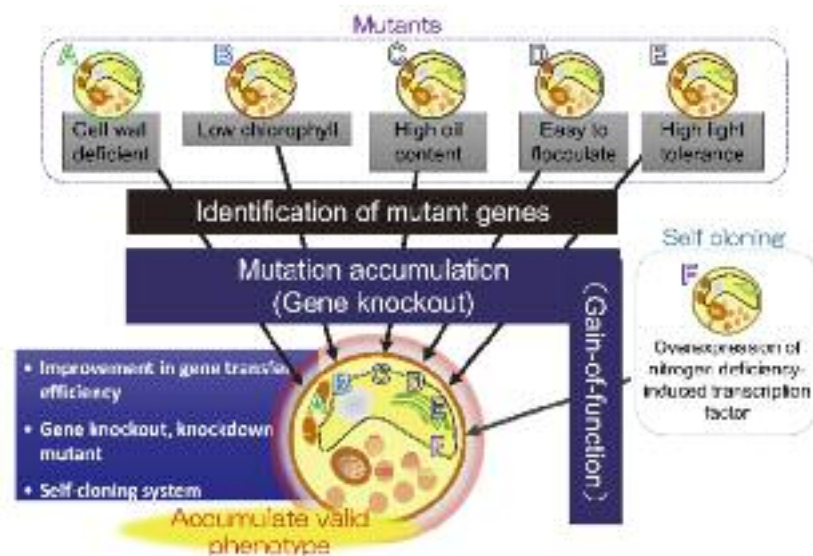 Mutants
A
B
C
D
E
Cell wall
deficient
Low chlorophyll
High oil
content
Easy to
flocculate
High light
tolerance
Identification of mutant genes
Mutation accumulation
(Gene knockout)
(Gain-of-function)
Self cloning
F
Overexpression of
nitrogen deficiency-
induced transcription
factor
• Improvement in gene transfe
efficiency
• Gene knockout, knockdown
mutant
• Self-cloning system
A
B
C
D
E
F
Accumulate valid
phenotype